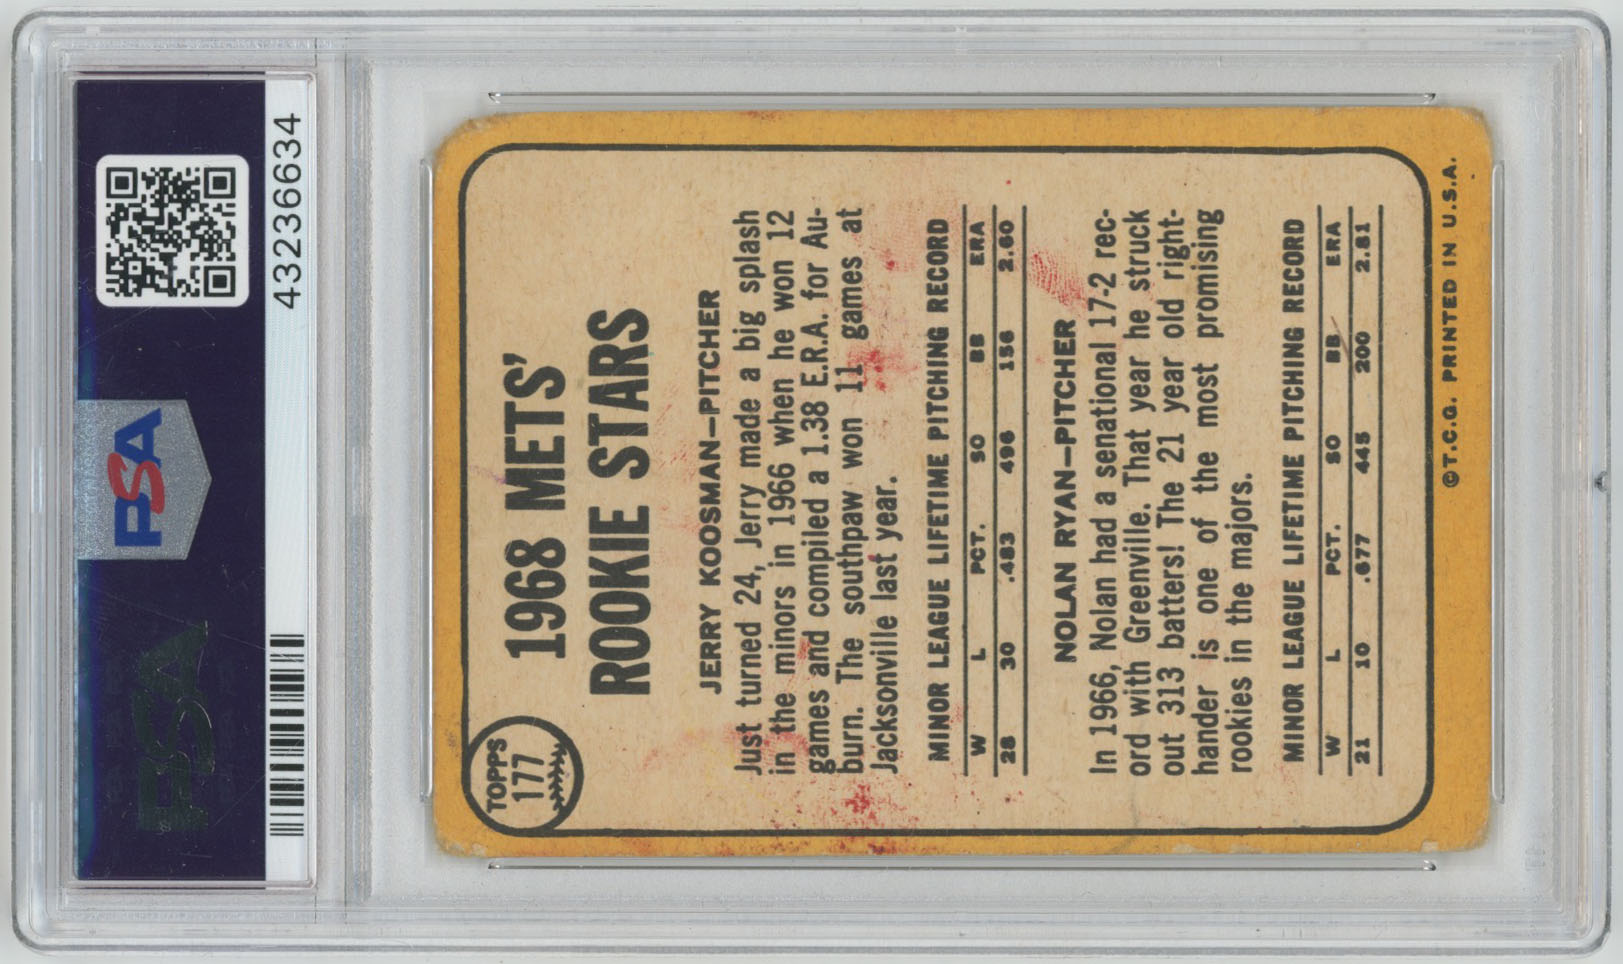 43236634
PSA
PSA
TOPPS
177
1968 METS'
ROOKIE STARS
JERRY KOOSMAN—PITCHER
Just turned 24, Jerry made a big splash
in the minors in 1966 when he won 12
games and compiled a 1.38 E.R.A. for Au-
burn. The southpaw won 11 games at
Jacksonville last year.
MINOR LEAGUE LIFETIME PITCHING RECORD
W L PCT. SO BB ERA
28 30 .483 496 156 2.60
NOLAN RYAN—PITCHER
In 1966, Nolan had a senational 17-2 rec-
ord with Greenville. That year he struck
out 313 batters! The 21 year old right-
hander is one of the most promising
rookies in the majors.
MINOR LEAGUE LIFETIME PITCHING RECORD
W L PCT. SO BB ERA
21 10 .677 445 200 2.81
©T.C.G. PRINTED IN U.S.A.